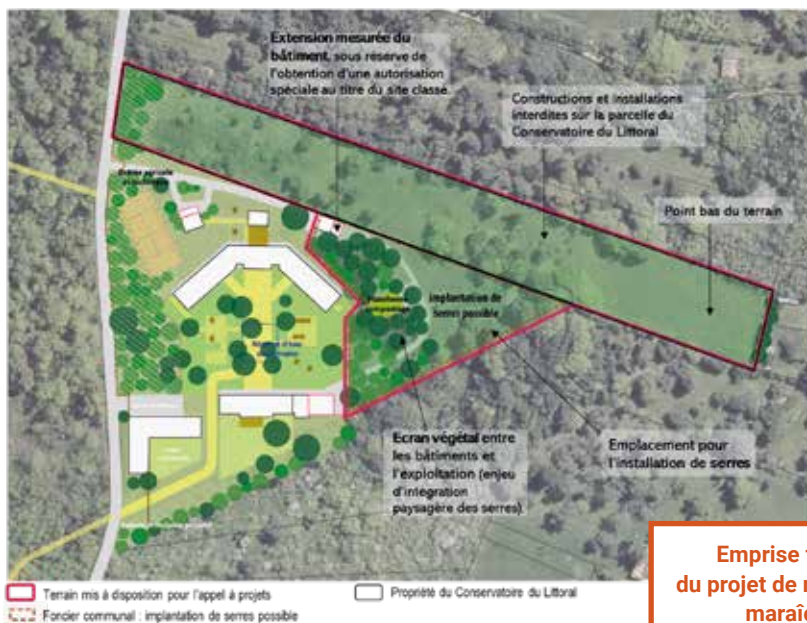 Extension mesurée du
bâtiment, sous réserve de
l'obtention d'une autorisation
spéciale au titre du site classé.
Constructions et installations
interdites sur la parcelle du
Conservatoire du Littoral
Point bas du terrain
Implantation de
serres possible
Ecran végétal entre
les bâtiments et
l'exploitation (enjeu
d'intégration
paysagère des serres).
Emplacement pour
l'installation de serres
Emprise
du projet de
Terrain mis à disposition pour l'appel à projets
Propriété du Conservatoire du Littoral
Foncier communal : implantation de serres possible